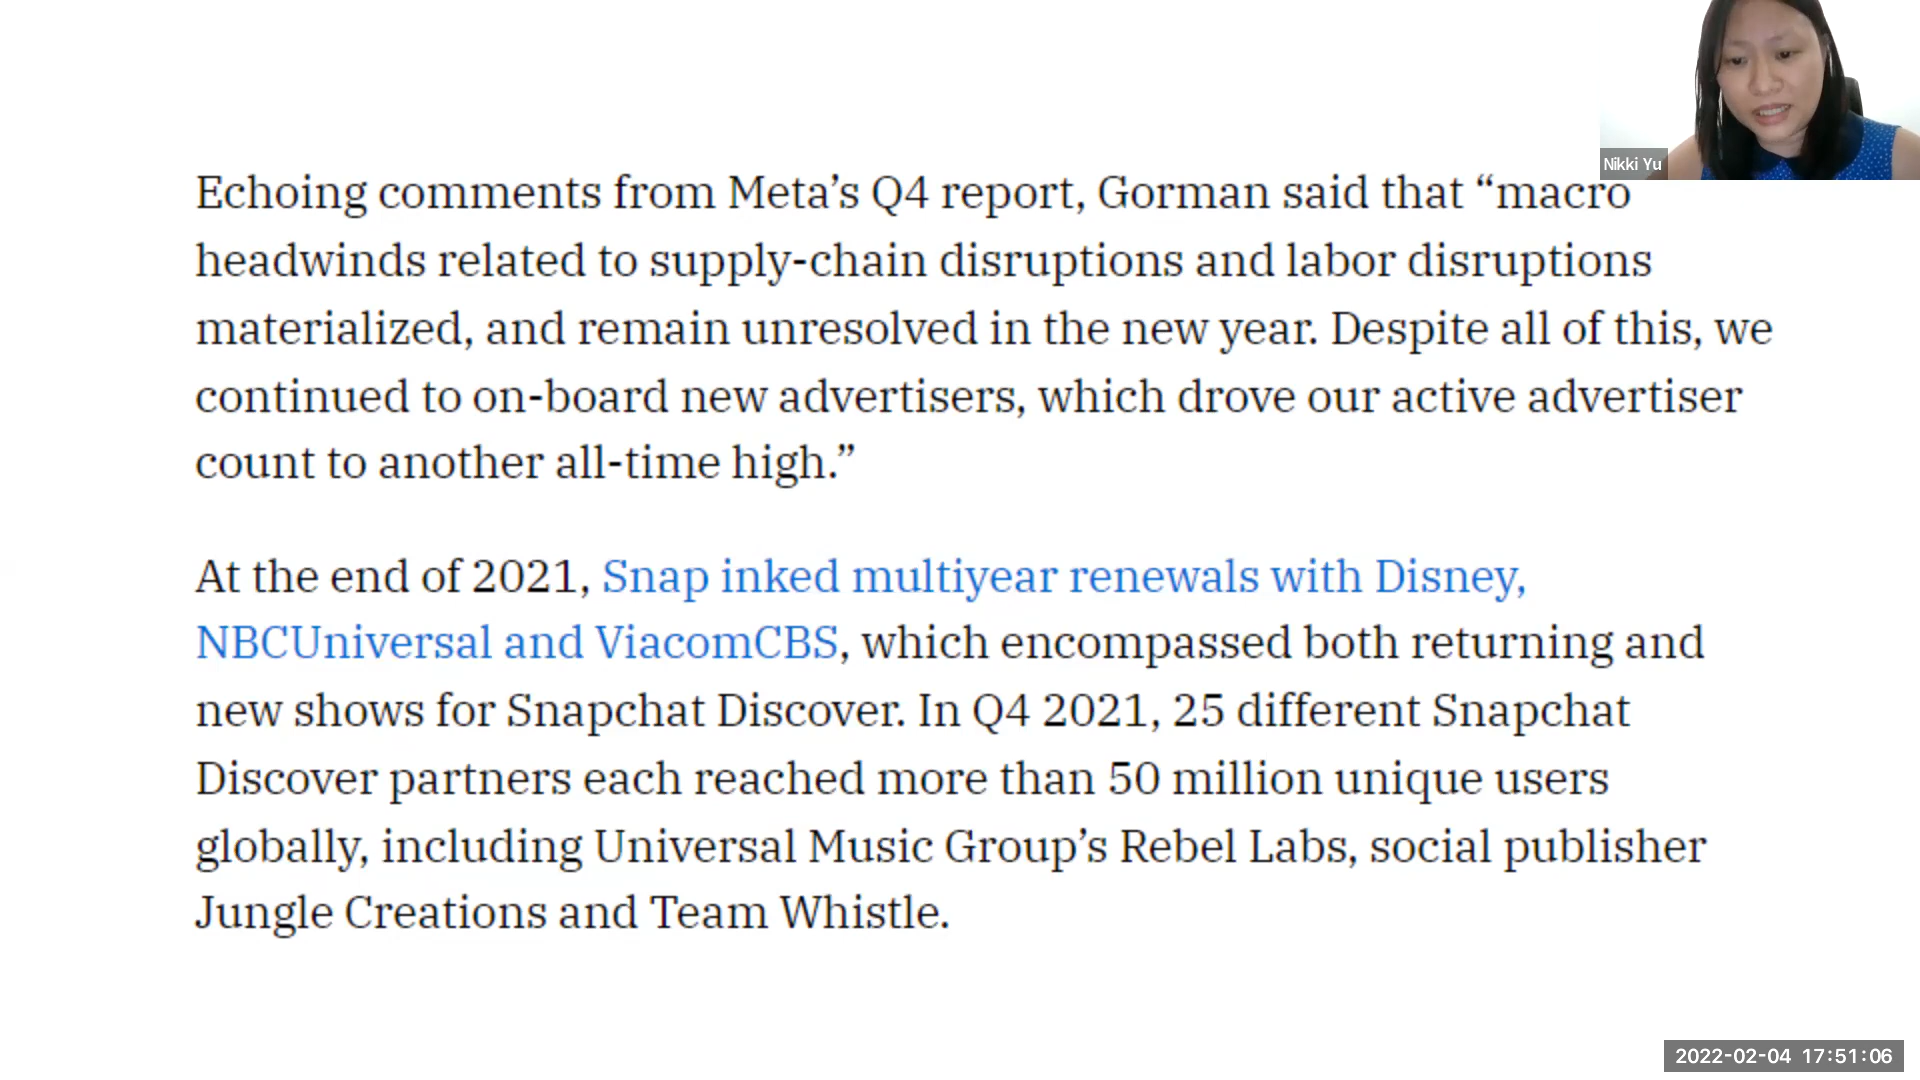 Nikki Yu
Echoing comments from Meta’s Q4 report, Gorman said that “macro
headwinds related to supply-chain disruptions and labor disruptions
materialized, and remain unresolved in the new year. Despite all of this, we
continued to on-board new advertisers, which drove our active advertiser
count to another all-time high.”
At the end of 2021, Snap inked multiyear renewals with Disney,
NBCUniversal and ViacomCBS, which encompassed both returning and
new shows for Snapchat Discover. In Q4 2021, 25 different Snapchat
Discover partners each reached more than 50 million unique users
globally, including Universal Music Group’s Rebel Labs, social publisher
Jungle Creations and Team Whistle.
2022-02-04 17:51:06